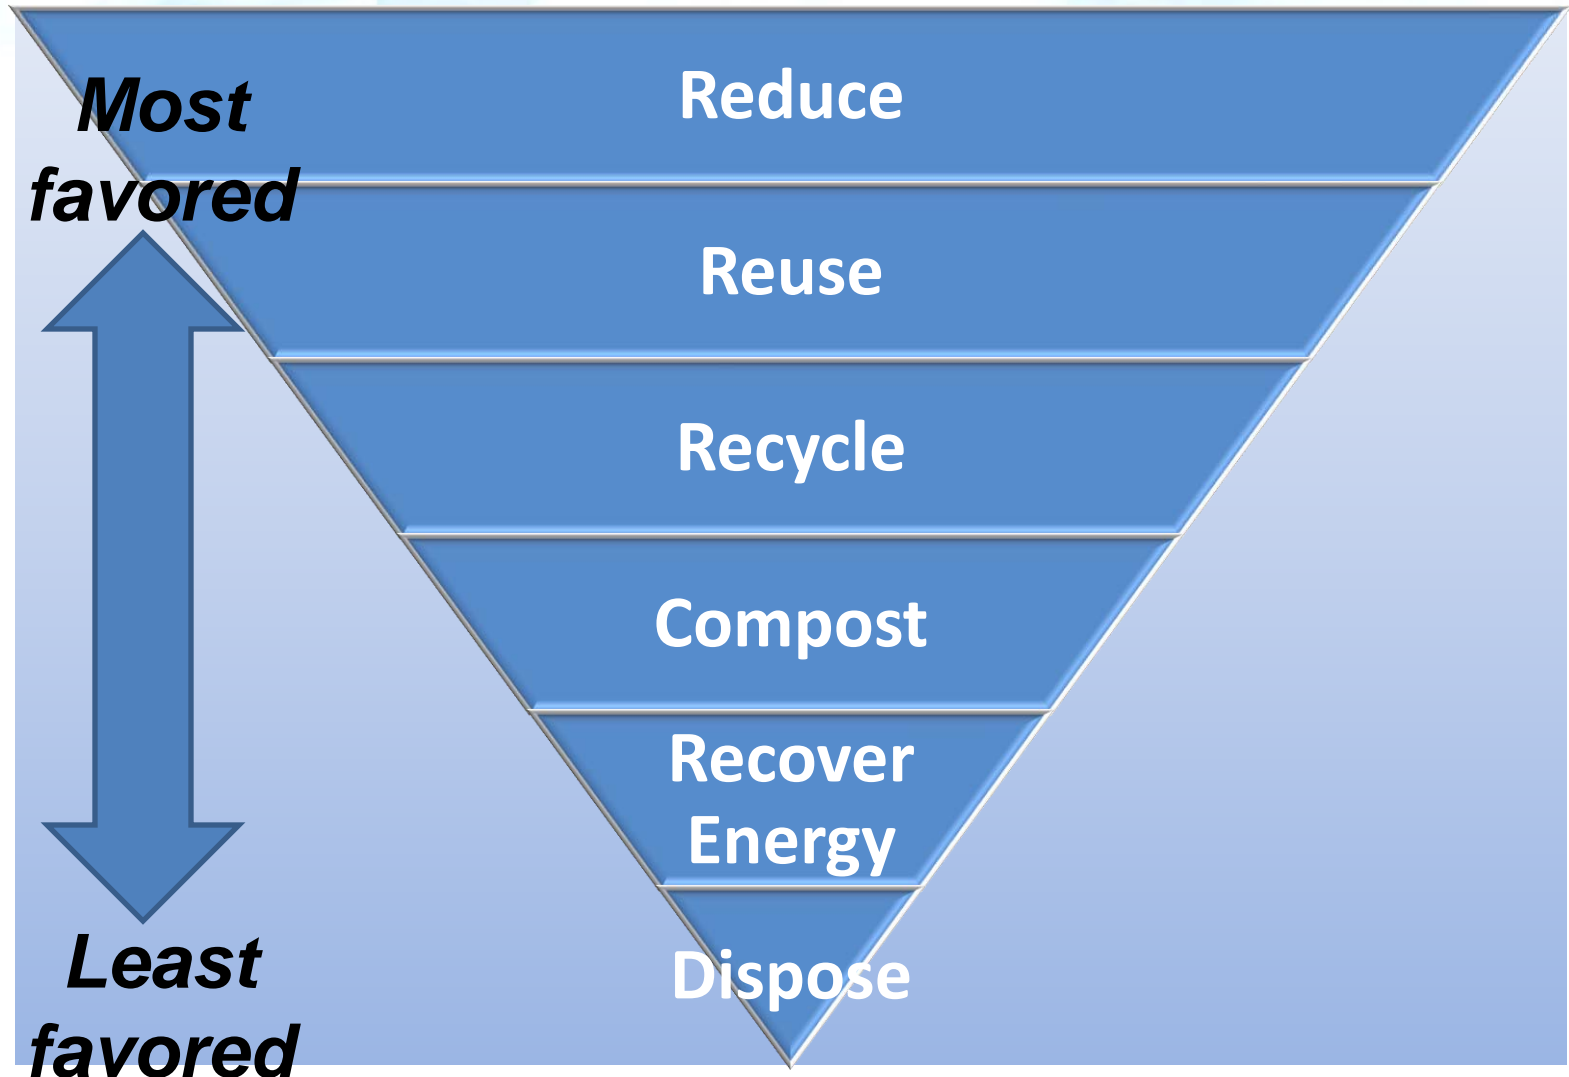 Most
favored
Reduce
Reuse
Recycle
Compost
Recover
Energy
Dispose
Least
favored